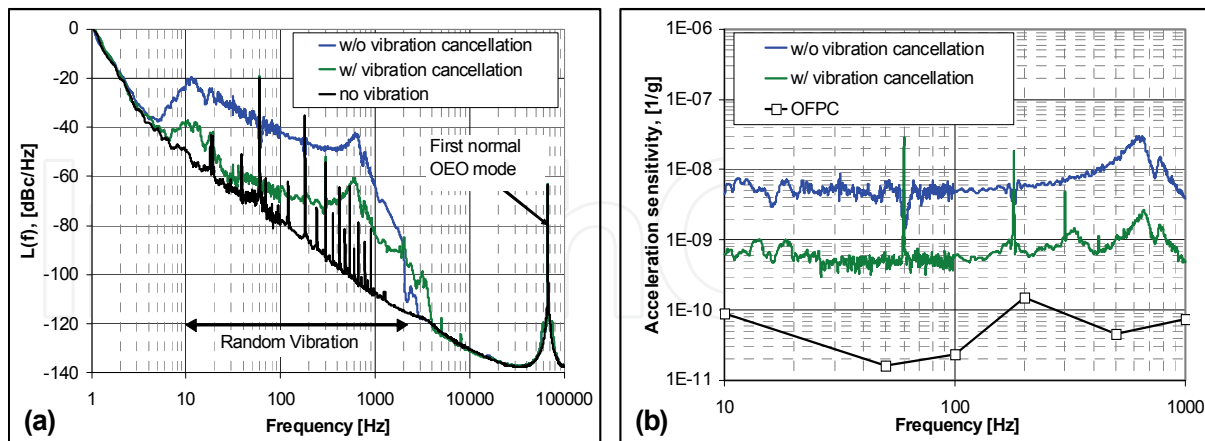 0
-20
-40
-60
-80
-100
-120
-140
L(f), [dBc/Hz]
w/o vibration cancellation
w/ vibration cancellation
no vibration
First normal
OEO mode
Random Vibration
1
10
100
1000
10000
100000
Frequency [Hz]
(a)
1E-06
1E-07
1E-08
1E-09
1E-10
1E-11
Acceleration sensitivity, [1/g]
w/o vibration cancellation
w/ vibration cancellation
OFPC
10
100
1000
Frequency [Hz]
(b)